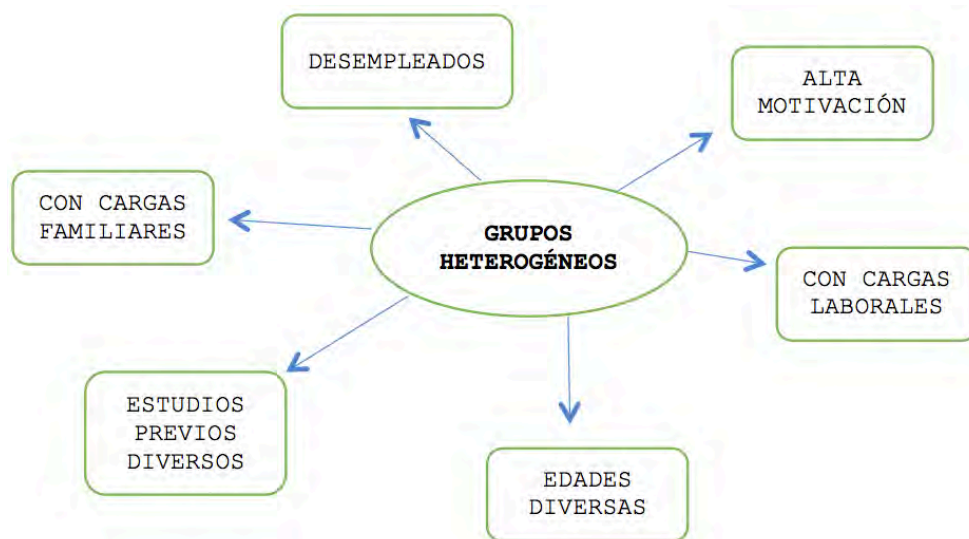 DESEMPLEADOS
ALTA
MOTIVACIÓN
CON CARGAS
FAMILIARES
GRUPOS
HETEROGÉNEOS
CON CARGAS
LABORALES
ESTUDIOS
PREVIOS
DIVERSOS
EDADES
DIVERSAS